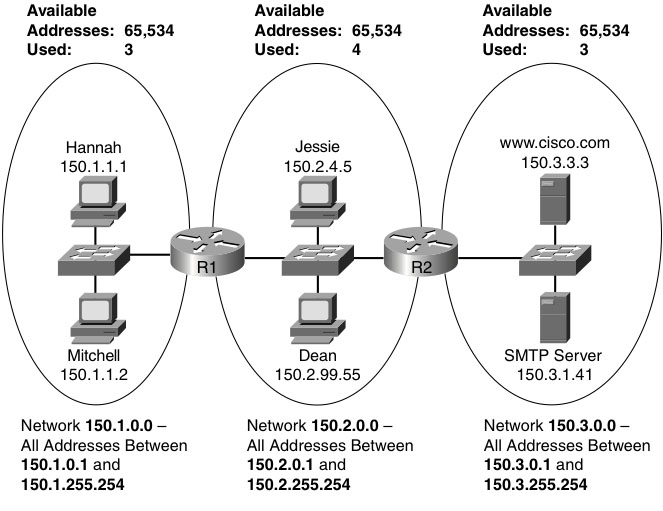 Available
Addresses: 65,534
Used: 3
Available
Addresses: 65,534
Used: 4
Available
Addresses: 65,534
Used: 3
Hannah
150.1.1.1
Jessie
150.2.4.5
www.cisco.com
150.3.3.3
R1
R2
Mitchell
150.1.1.2
Dean
150.2.99.55
SMTP Server
150.3.1.41
Network 150.1.0.0 –
All Addresses Between
150.1.0.1 and
150.1.255.254
Network 150.2.0.0 –
All Addresses Between
150.2.0.1 and
150.2.255.254
Network 150.3.0.0 –
All Addresses Between
150.3.0.1 and
150.3.255.254